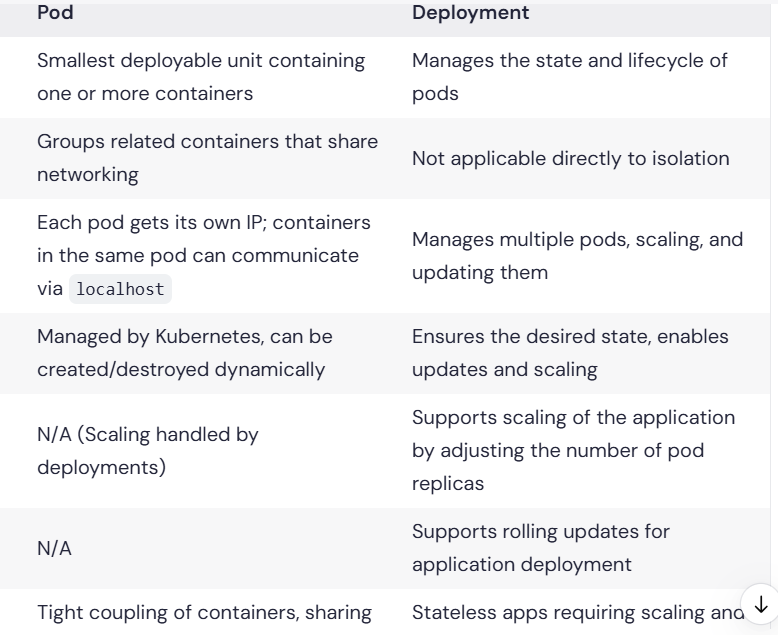 Pod
Deployment
Smallest deployable unit containing
one or more containers
Manages the state and lifecycle of
pods
Groups related containers that share
networking
Not applicable directly to isolation
Each pod gets its own IP; containers
in the same pod can communicate
via localhost
Manages multiple pods, scaling, and
updating them
Managed by Kubernetes, can be
created/destroyed dynamically
Ensures the desired state, enables
updates and scaling
N/A (Scaling handled by
deployments)
Supports scaling of the application
by adjusting the number of pod
replicas
N/A
Supports rolling updates for
application deployment
Tight coupling of containers, sharing
Stateless apps requiring scaling and